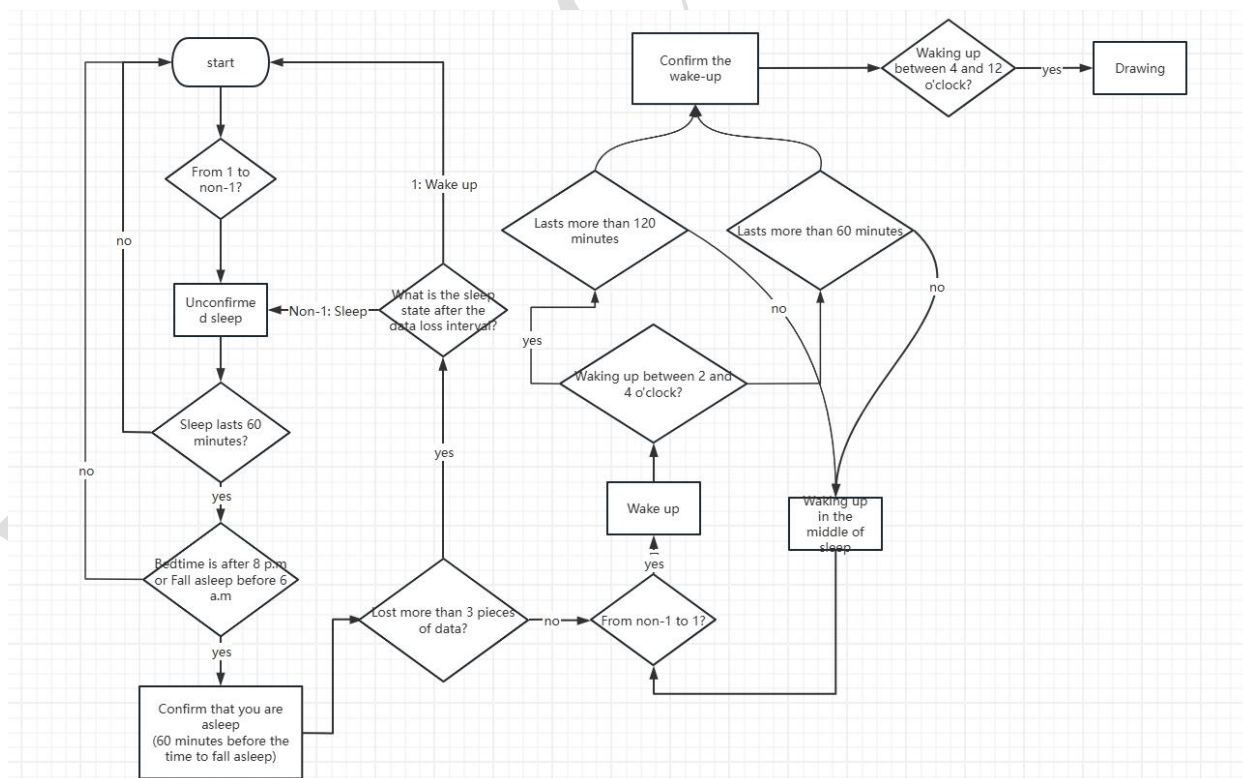 start
From 1 to
non-1?
no
Unconfirme
d sleep
Sleep lasts 60
minutes?
no
yes
Bedtime is after 8 p.m
or Fall asleep before 6
a.m
yes
Confirm that you are
asleep
(60 minutes before the
time to fall asleep)
1: Wake up
What is the sleep
state after the
data loss interval?
Non-1: Sleep
yes
Lost more than 3 pieces
of data?
no
From non-1 to 1?
yes
Wake up
Waking up between 2 and
4 o'clock?
yes
Lasts more than 120
minutes
no
Lasts more than 60 minutes
no
Waking up
in the
middle of
sleep
Confirm the
wake-up
Waking up
between 4 and 12
o'clock?
yes
Drawing